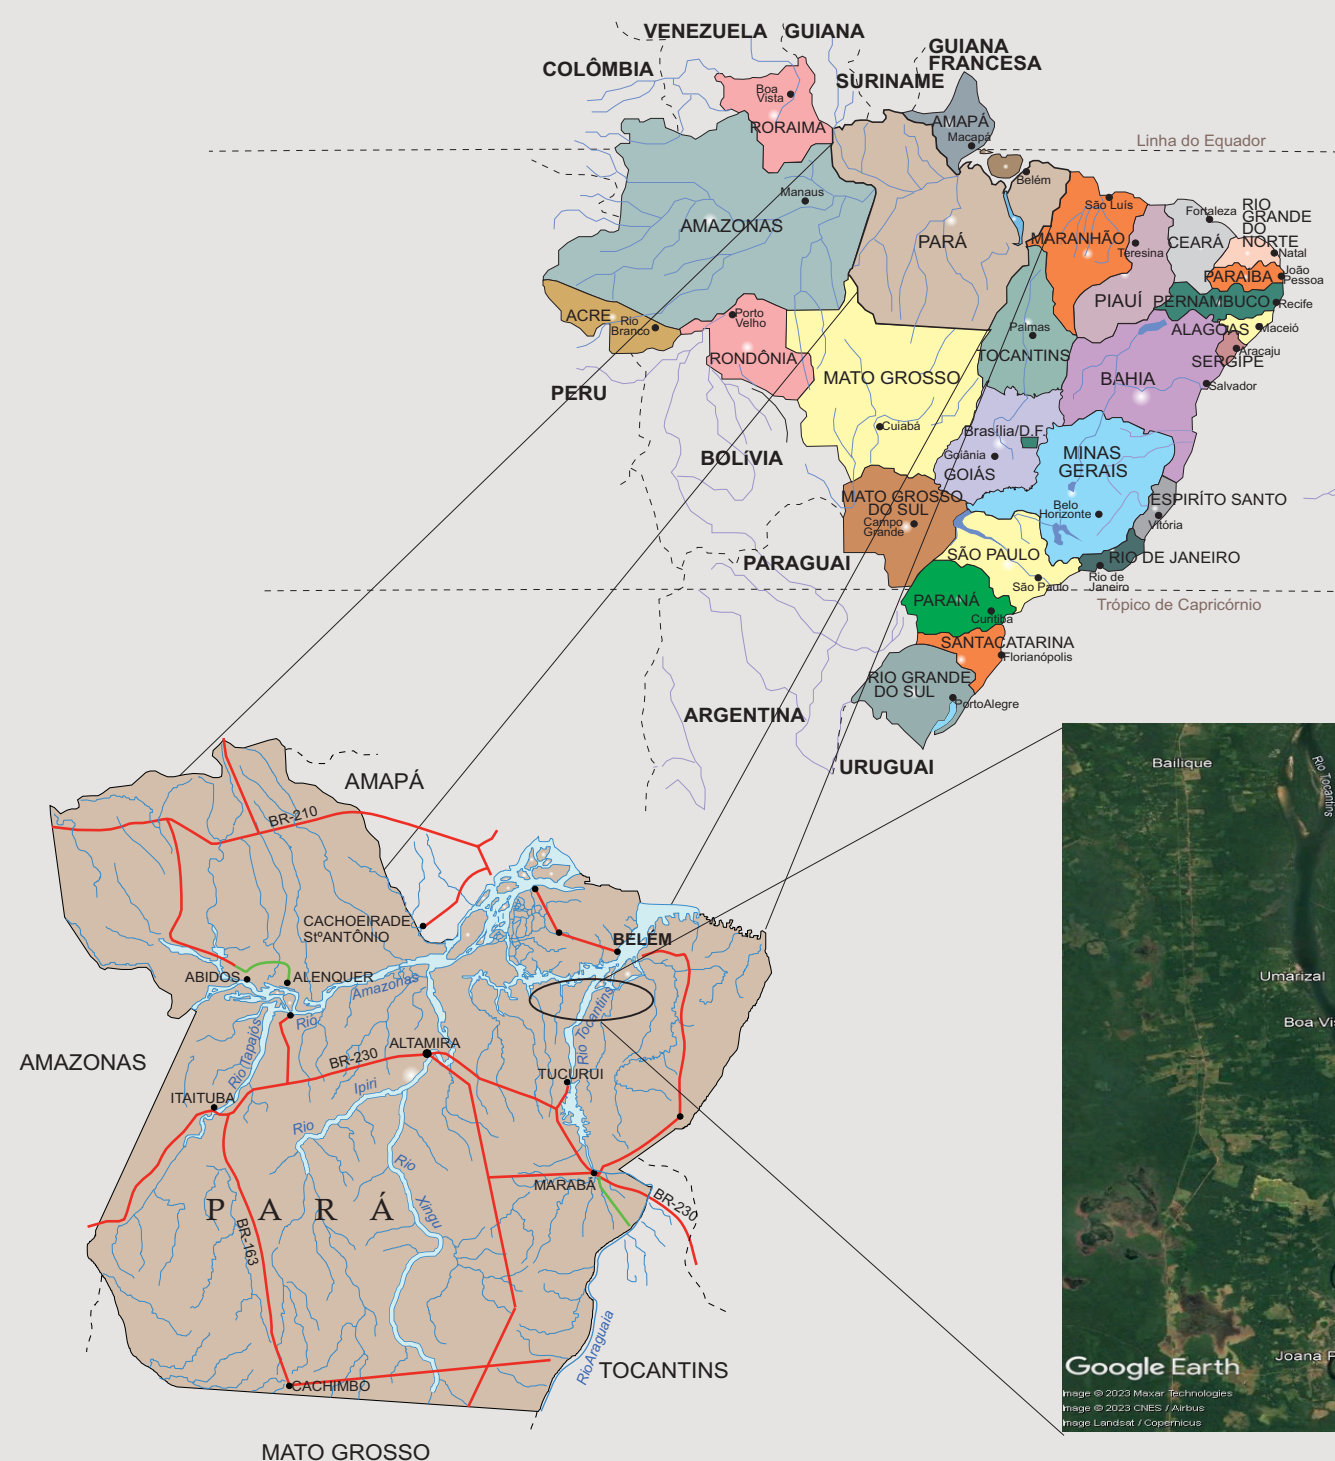 VENEZUELA
GUIANA
GUIANA
FRANCESA
COLÔMBIA
SURINAME
Boa
Vista
RORAIMA
AMAPÁ
Macapá
Linha do Equador
Belém
Manaus
AMAZONAS
PARÁ
São Luís
MARANHÃO
Teresina
Fortaleza
CEARÁ
RIO
GRANDE
DO
NORTE
Natal
PARAÍBA
João
Pessoa
PIAUÍ
PERNAMBUCO
Recife
ACRE
Rio
Branco
Porto
Velho
RONDÔNIA
MATO GROSSO
Palmas
TOCANTINS
ALAGOAS
Maceió
Aracaju
SERGIPE
BAHIA
Salvador
PERU
Cuiabá
Brasília/D.F.
Goiânia
GOIÁS
MINAS
GERAIS
BOLíVIA
MATO GROSSO
DO SUL
Campo
Grande
Belo
Horizonte
ESPIRÍTO SANTO
Vitória
PARAGUAI
SÃO PAULO
São Paulo
RIO DE JANEIRO
Rio de
Janeiro
Trópico de Capricórnio
PARANÁ
Curitiba
SANTACATARINA
Florianópolis
RIO GRANDE
DO SUL
PortoAlegre
ARGENTINA
URUGUAI
AMAPÁ
BR-210
CACHOEIRADE
StºANTÔNIO
BELÉM
ABIDOS
ALENQUER
Amazonas
Rio
Rio Tapajós
Rio Tocantins
AMAZONAS
ALTAMIRA
BR-230
Ipiri
Rio
TUCURUI
ITAITUBA
Rio
Xingu
MARABÁ
BR-230
PARÁ
BR-163
RioAraguaia
TOCANTINS
CACHIMBO
MATO GROSSO
Bailique
Rio Tocantins
Umarizal
Boa Vis
Joana P
Google Earth
Image © 2023 Maxar Technologies
Image © 2023 CNES / Airbus
Image Landsat / Copernicus